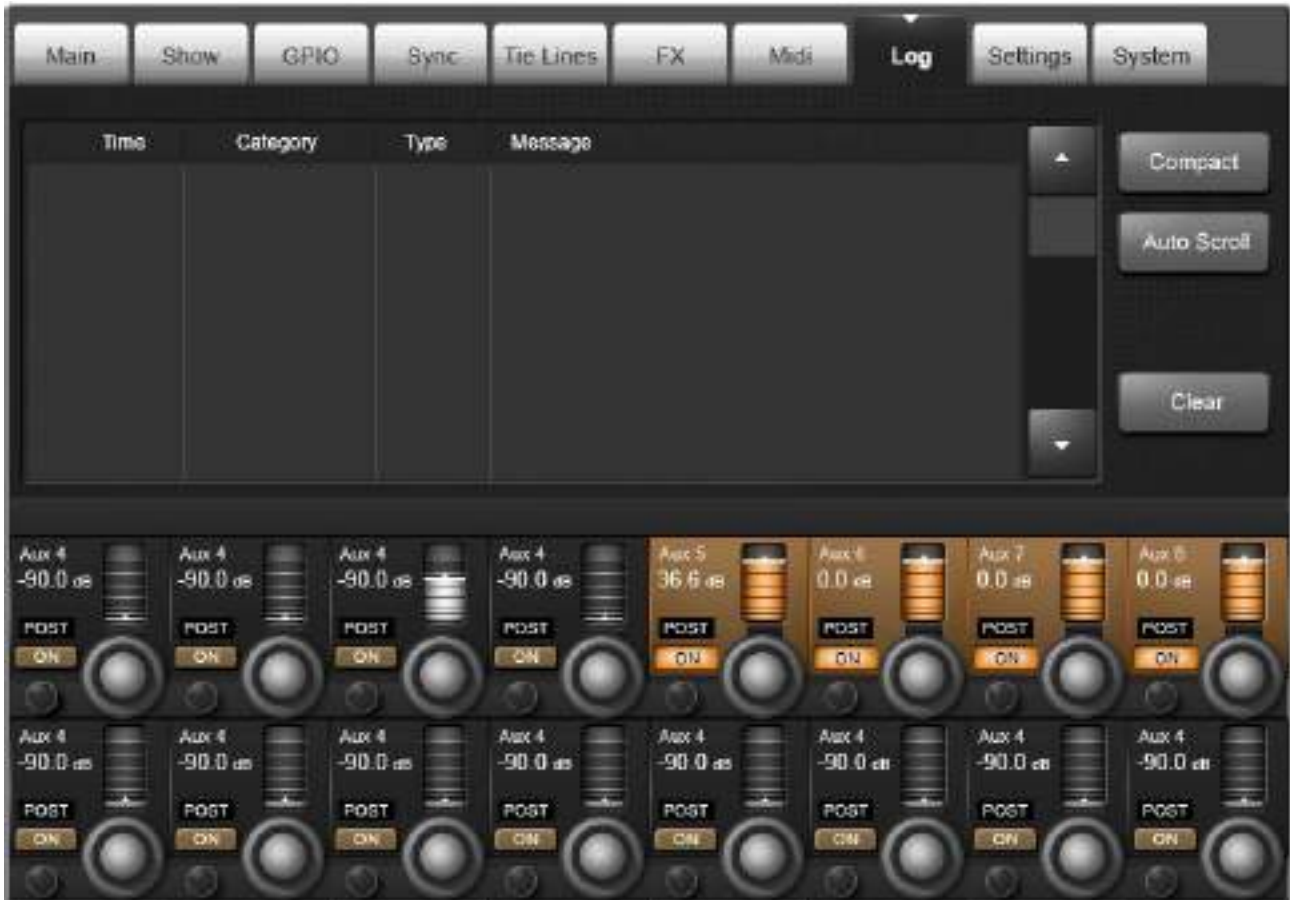 Main Show GPIO Sync Tie Lines FX Midi Log Settings System
Time Category Type Message
Compact
Auto Scroll
Clear
Aux 4 Aux 4 Aux 4 Aux 4 Aux 5 Aux 6 Aux 7 Aux 8
-90.0 dB -90.0 dB -90.0 dB -90.0 dB 36.6 dB 0.0 dB 0.0 dB 0.0 dB
POST POST POST POST POST POST POST POST
ON ON ON ON ON ON ON ON
Aux 4 Aux 4 Aux 4 Aux 4 Aux 4 Aux 4 Aux 4 Aux 4
-90.0 dB -90.0 dB -90.0 dB -90.0 dB -90.0 dB -90.0 dB -90.0 dB -90.0 dB
POST POST POST POST POST POST POST POST
ON ON ON ON ON ON ON ON